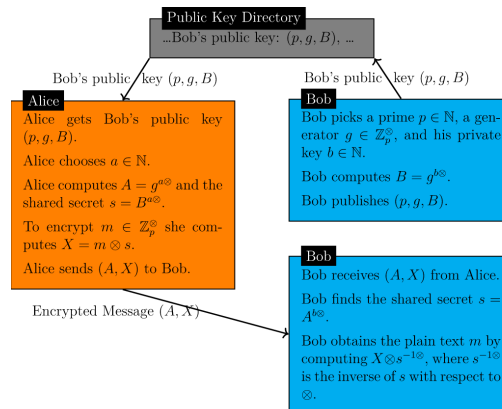 Public Key Directory
...Bob's public key: (p, g, B), ...
Bob's public key (p, g, B)
Bob's public key (p, g, B)
Alice
Alice gets Bob's public key
(p, g, B).
Alice chooses a ∈ ℕ.
Alice computes A = g^{a⊗} and the
shared secret s = B^{a⊗}.
To encrypt m ∈ ℤ_p^⊗ she com-
putes X = m ⊗ s.
Alice sends (A, X) to Bob.
Bob
Bob picks a prime p ∈ ℕ, a gen-
erator g ∈ ℤ_p^⊗, and his private
key b ∈ ℕ.
Bob computes B = g^{b⊗}.
Bob publishes (p, g, B).
Encrypted Message (A, X)
Bob
Bob receives (A, X) from Alice.
Bob finds the shared secret s =
A^{b⊗}.
Bob obtains the plain text m by
computing X⊗s^{-1⊗}, where s^{-1⊗}
is the inverse of s with respect to
⊗.